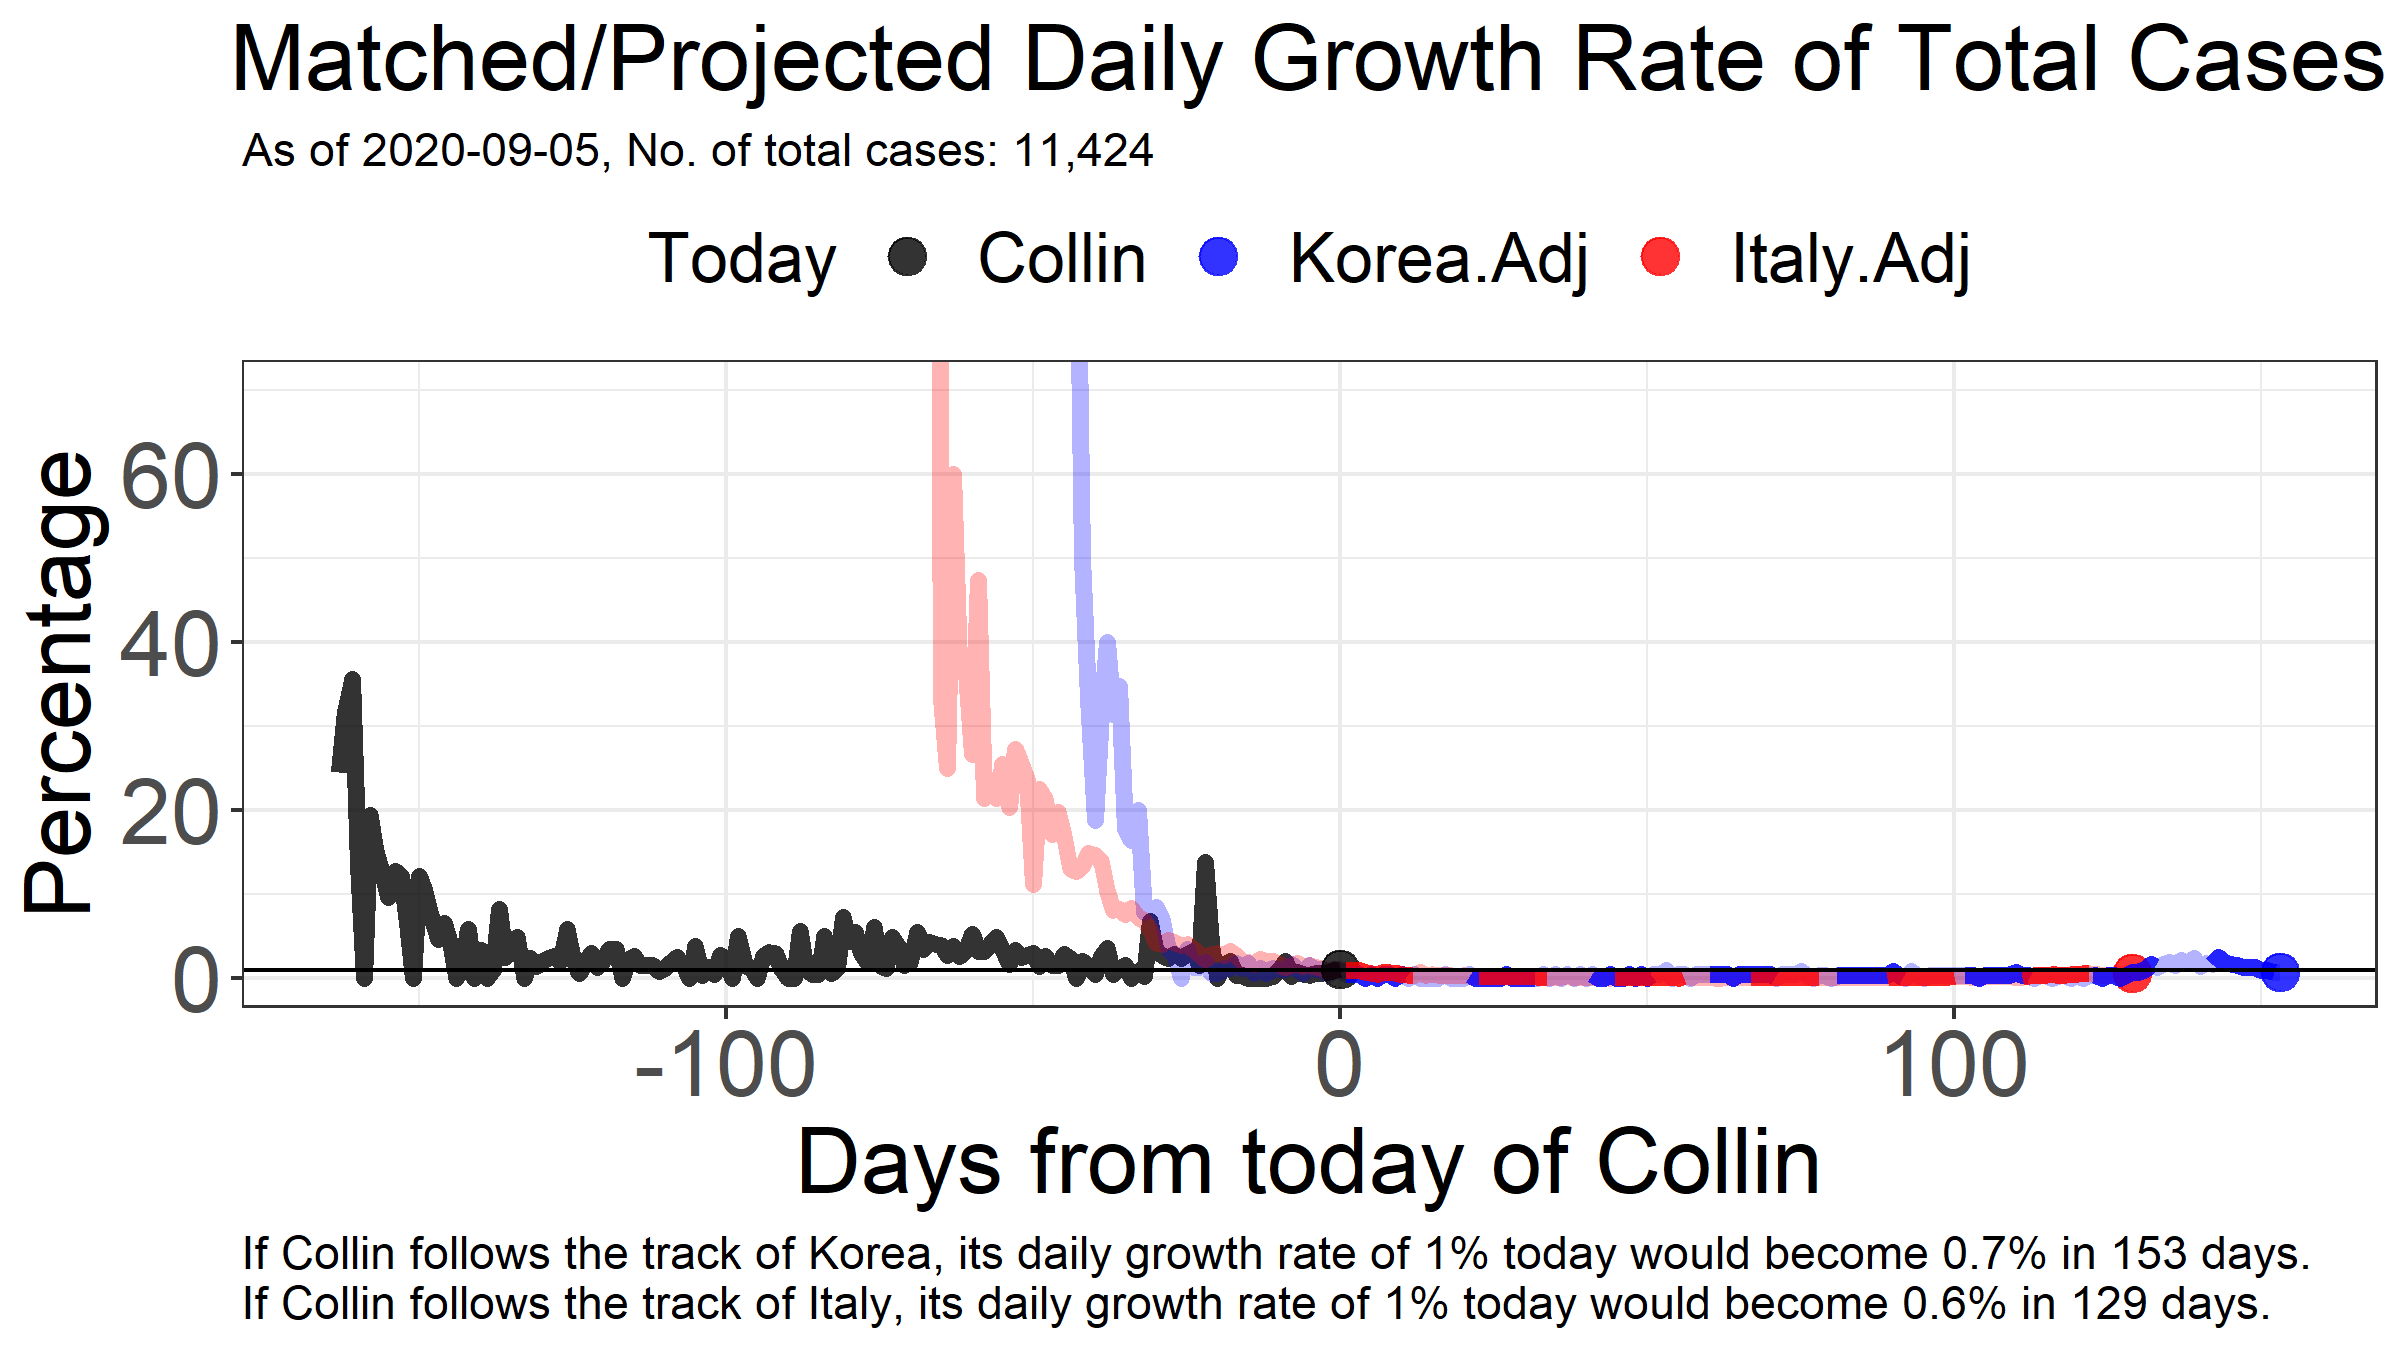 Matched/Projected Daily Growth Rate of Total Cases
As of 2020-09-05, No. of total cases: 11,424
Today Collin Korea.Adj Italy.Adj
Percentage
60
40
20
0
-100 0 100
Days from today of Collin
If Collin follows the track of Korea, its daily growth rate of 1% today would become 0.7% in 153 days.
If Collin follows the track of Italy, its daily growth rate of 1% today would become 0.6% in 129 days.